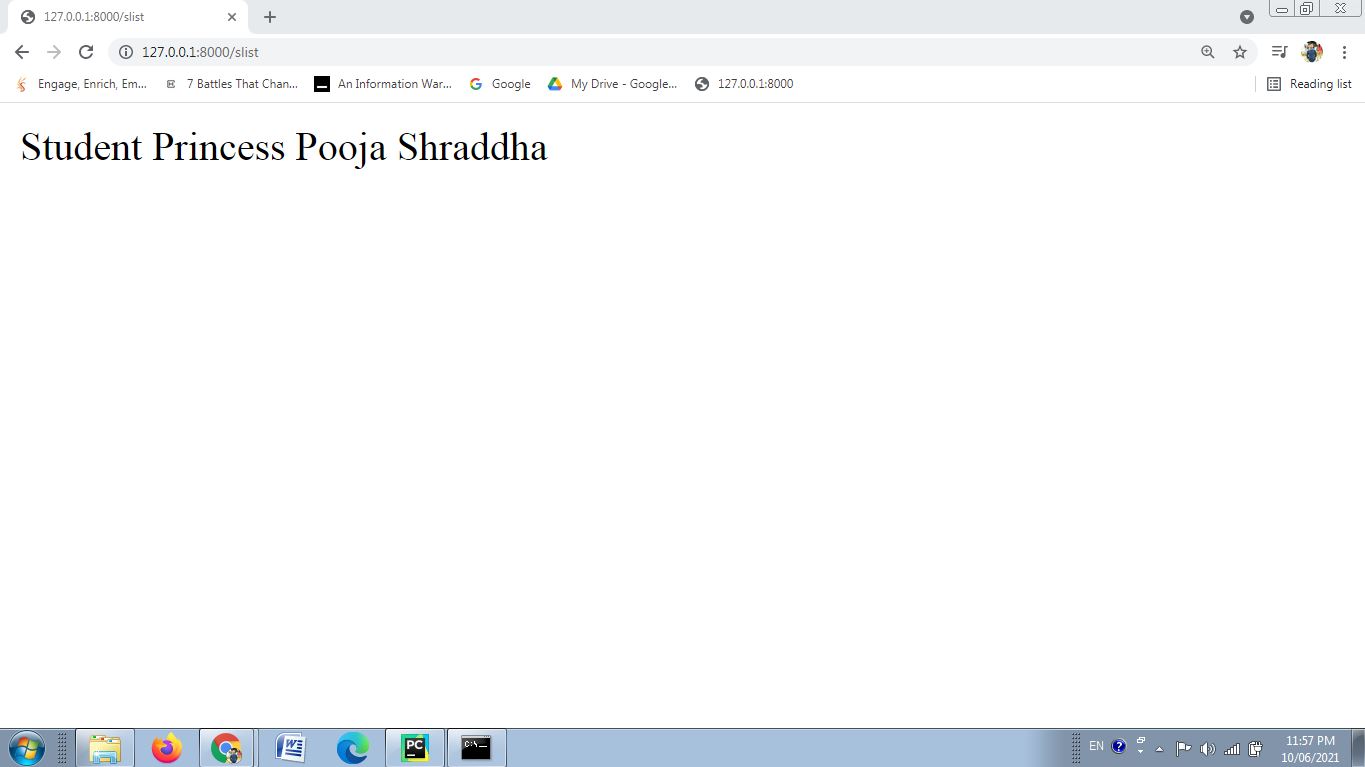 127.0.0.1:8000/slist
127.0.0.1:8000/slist
Engage, Enrich, Em... 7 Battles That Chan... An Information War... Google My Drive - Google... 127.0.0.1:8000 Reading list
Student Princess Pooja Shraddha
PC
C:\
EN
11:57 PM
10/06/2021